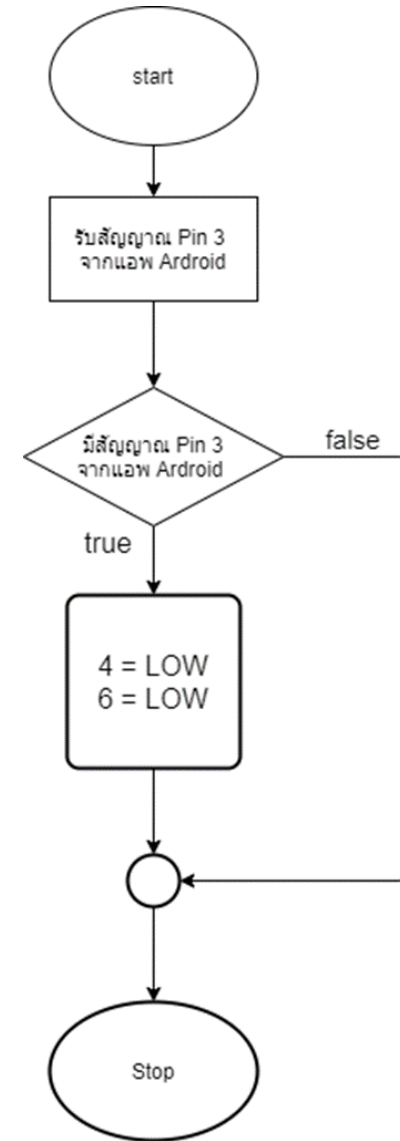 start
รับสัญญาณ Pin 3
จากแอพ Ardroid
มีสัญญาณ Pin 3
จากแอพ Ardroid
false
true
4 = LOW
6 = LOW
Stop